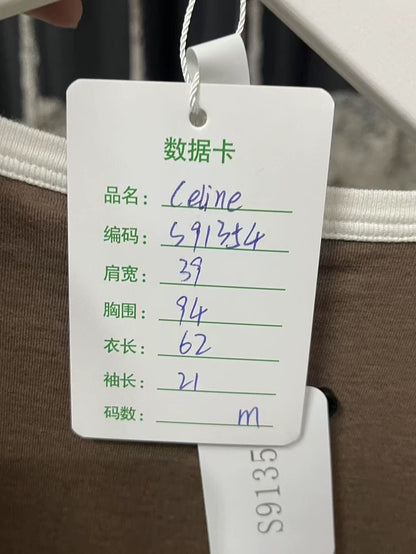 数据卡
品名: Celine
编码: S91354
肩宽: 39
胸围: 94
衣长: 62
袖长: 21
码数: m
S9135